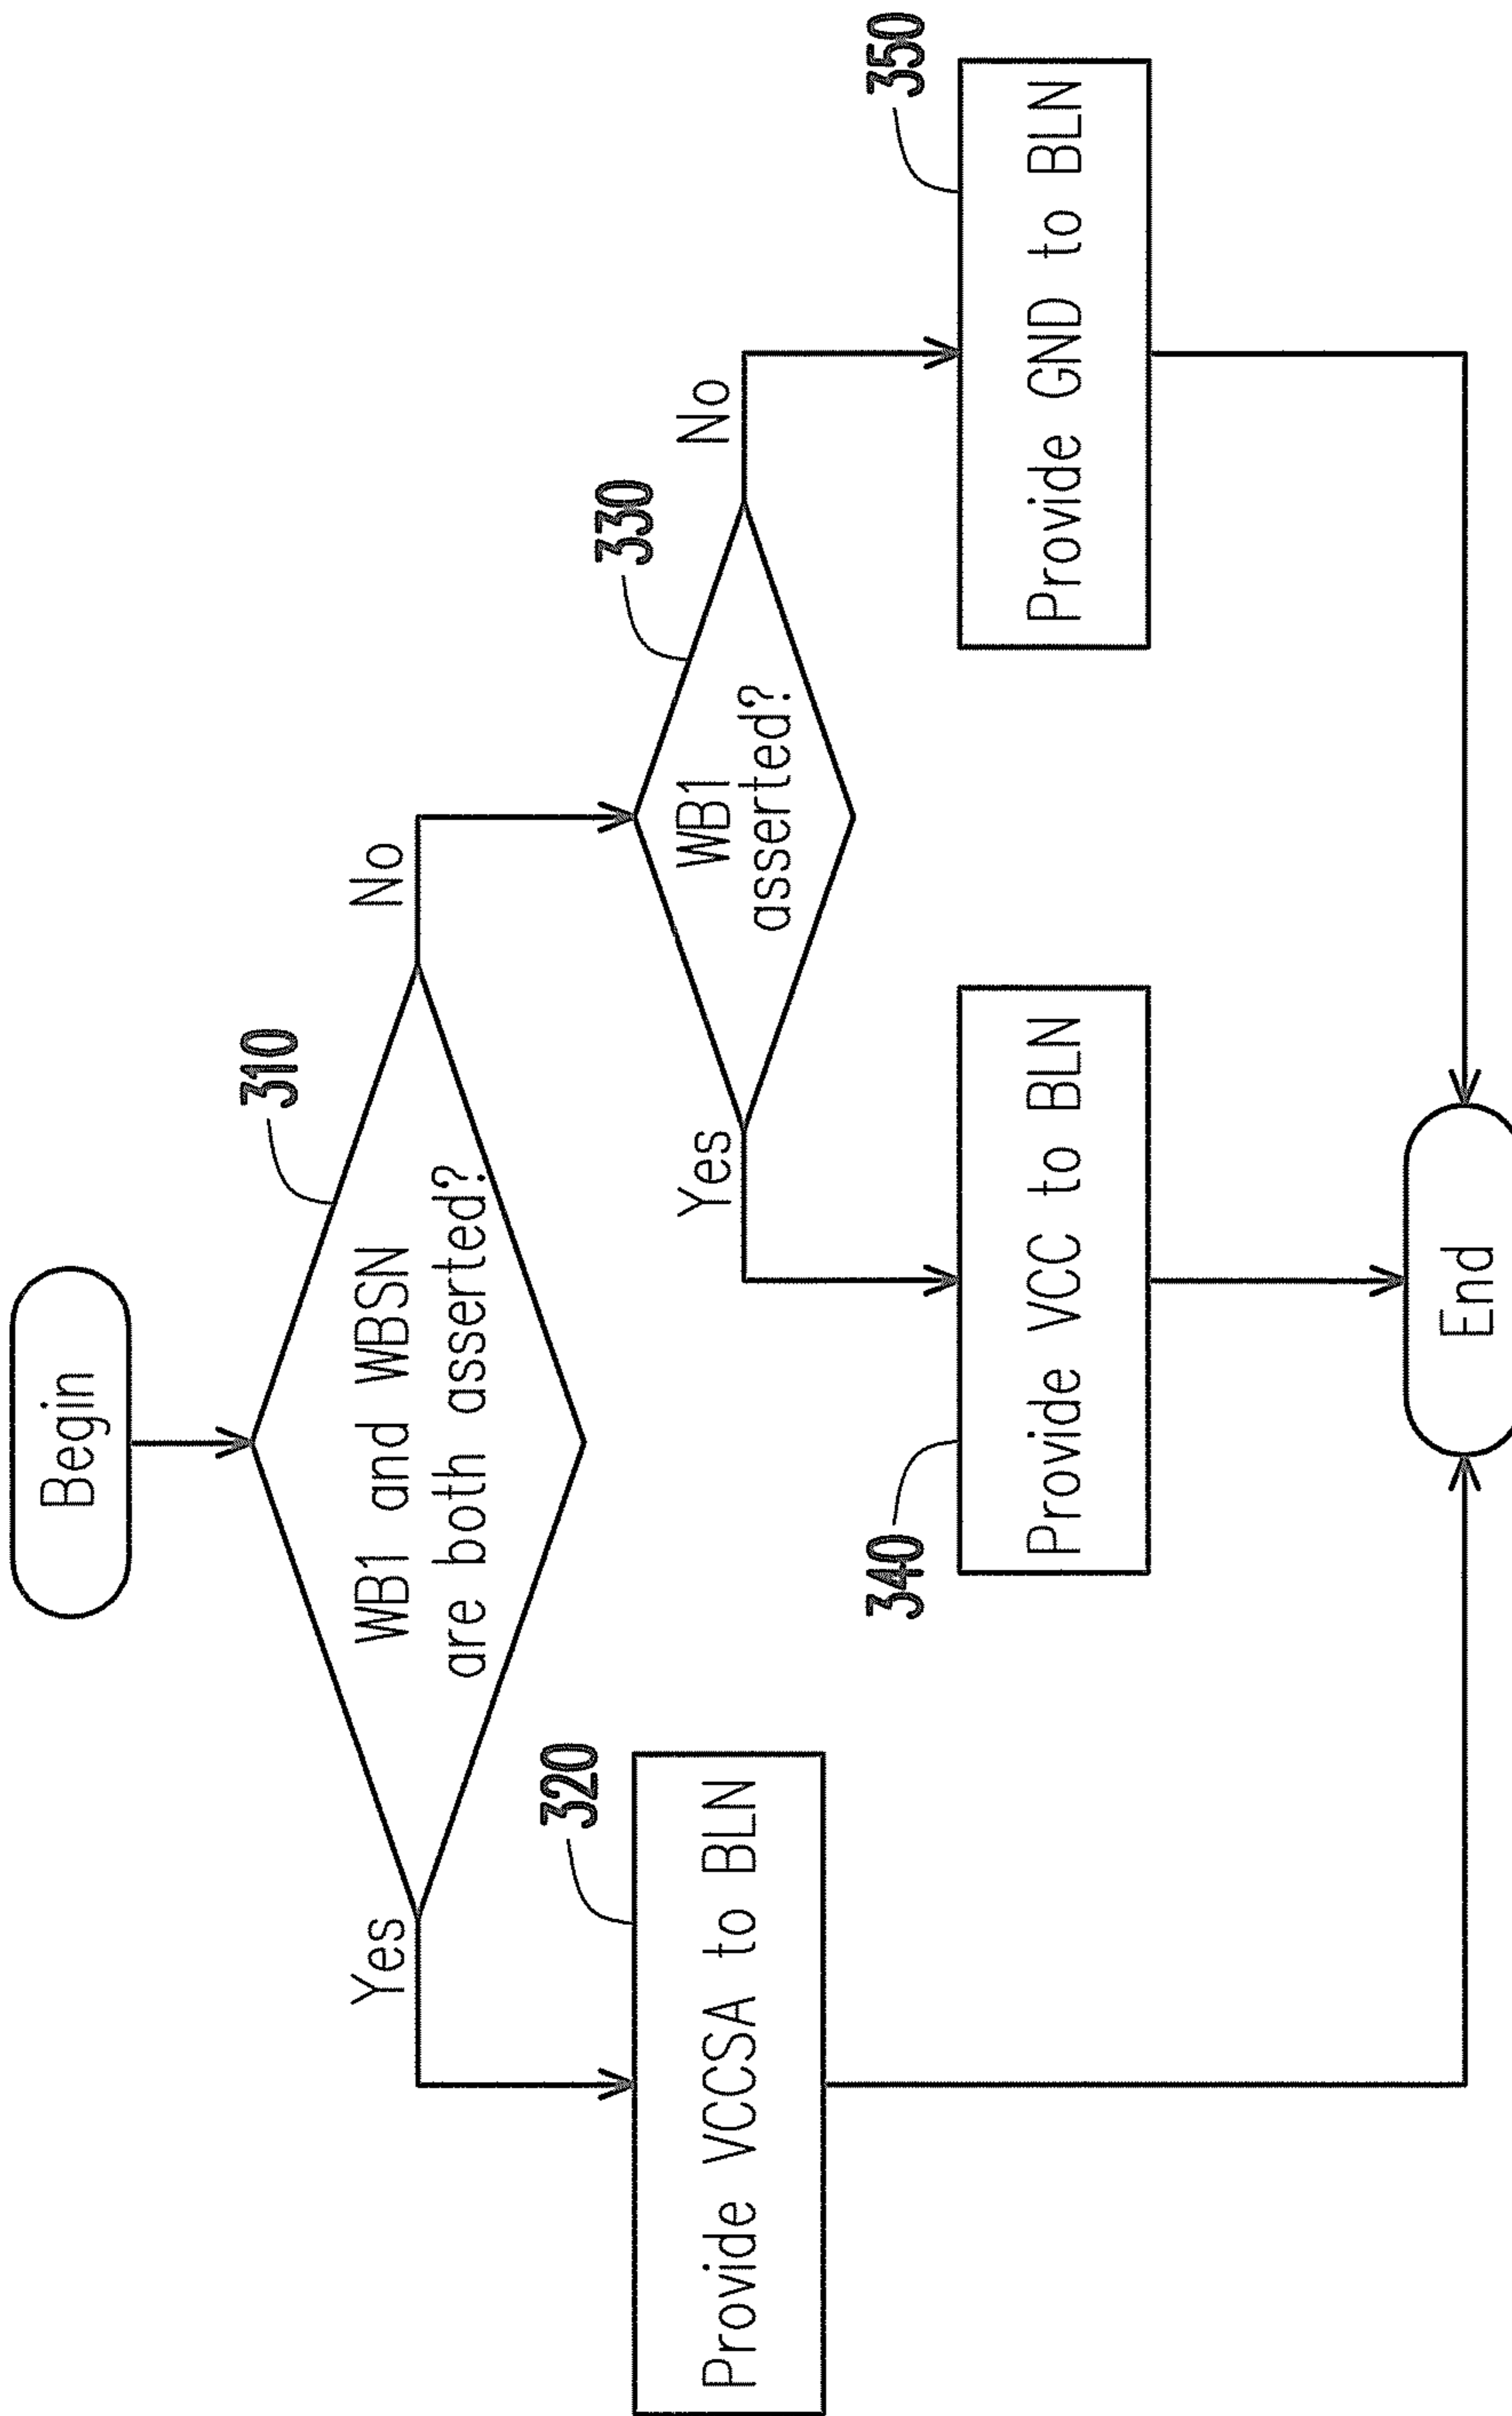 Begin
310
WB1 and WBSN
are both asserted?
Yes
No
320
Provide VCCSA to BLN
330
WB1
asserted?
Yes
No
340
Provide VCC to BLN
350
Provide GND to BLN
End